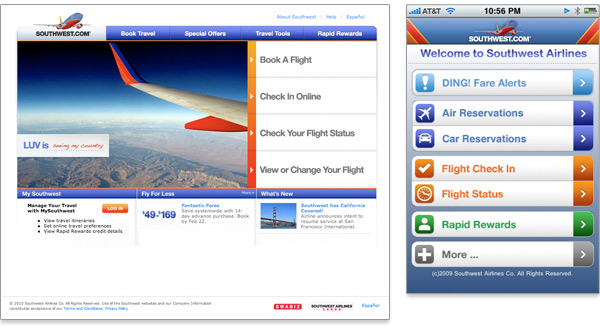 About Southwest | Help | Español
SOUTHWEST.COM
Book Travel Special Offers Travel Tools Rapid Rewards
Book A Flight
Check In Online
Check Your Flight Status
View or Change Your Flight
LUV is seeing my country
My Southwest
Manage Your Travel
with MySouthwest
LOG IN
View travel itineraries
Set online travel preferences
View Rapid Rewards credit details
Fly For Less
More »
$49-$169
Fantastic Fares
Save systemwide with 14-
day advance purchase. Book
by Feb 22.
What's New
Southwest has California
Covered!
Airline announces intent to
resume service at San
Francisco International.
© 2010 Southwest Airlines Co. All Rights Reserved. Use of the Southwest websites and our Company Information
constitutes acceptance of our Terms and Conditions. Privacy Policy
SWABIZ
SOUTHWEST AIRLINES
CARGO
Español
AT&T 10:56 PM
SOUTHWEST.COM
Welcome to Southwest Airlines
DING! Fare Alerts
Air Reservations
Car Reservations
Flight Check In
Flight Status
Rapid Rewards
More ...
(c)2009 Southwest Airlines Co. All Rights Reserved.